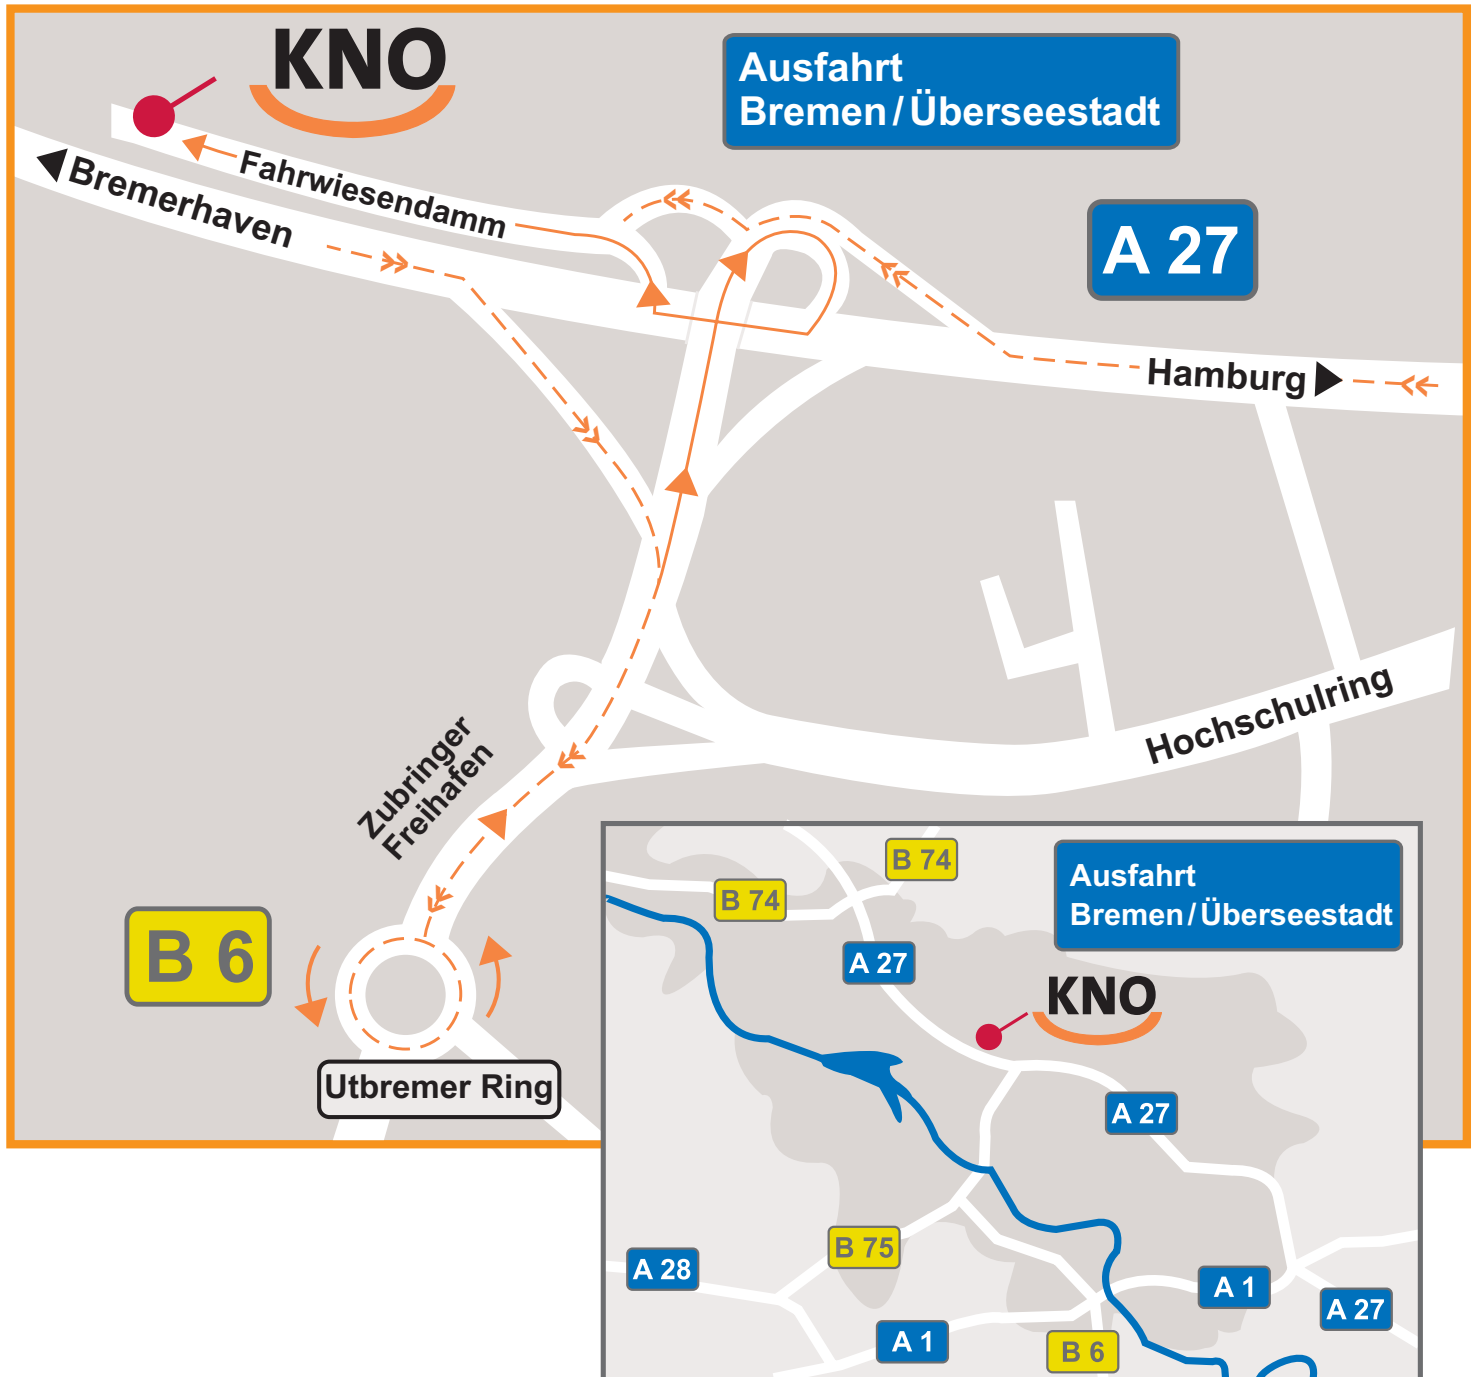 KNO
Ausfahrt
Bremen/Überseestadt
Fahrwiesendamm
Bremerhaven
A 27
Hamburg
Hochschulring
Zubringer
Freihafen
B 6
Utbremer Ring
B 74
B 74
Ausfahrt
Bremen/Überseestadt
A 27
KNO
A 27
B 75
A 28
A 1
A 27
A 1
B 6